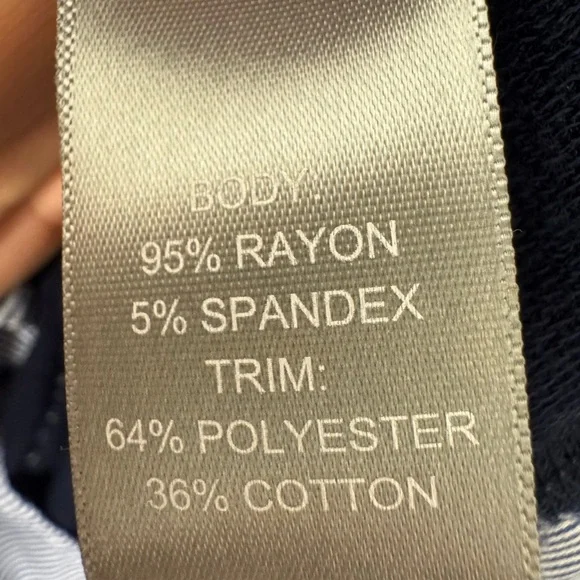 BODY:
95% RAYON
5% SPANDEX
TRIM:
64% POLYESTER
36% COTTON